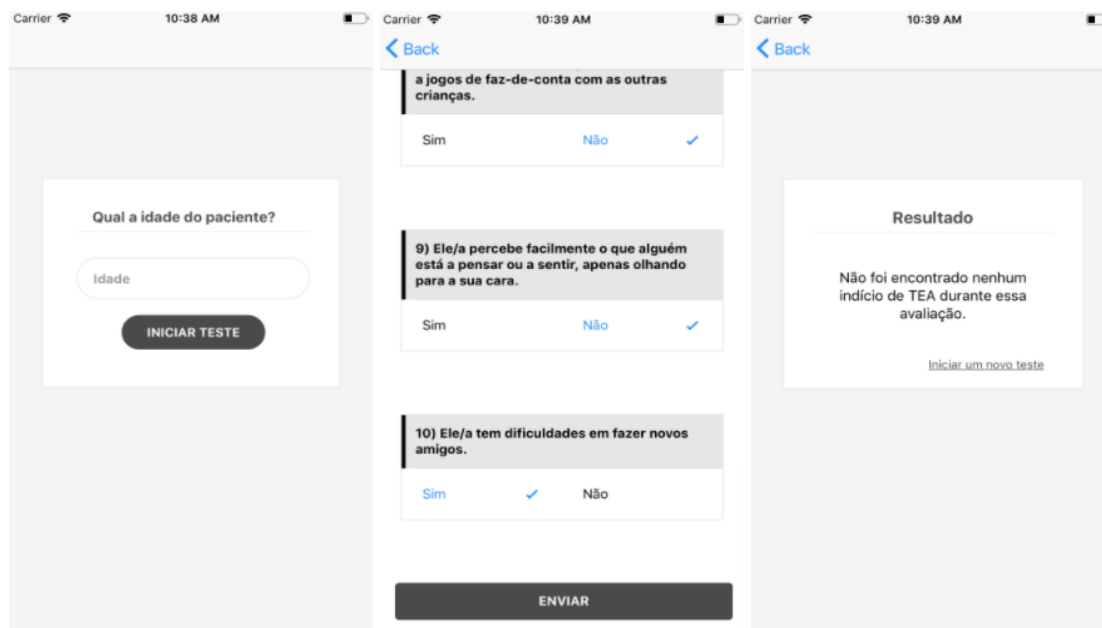 Carrier 10:38 AM
Qual a idade do paciente?
Idade
INICIAR TESTE
Carrier 10:39 AM
Back
a jogos de faz-de-conta com as outras
crianças.
Sim Não
9) Ele/a percebe facilmente o que alguém
está a pensar ou a sentir, apenas olhando
para a sua cara.
Sim Não
10) Ele/a tem dificuldades em fazer novos
amigos.
Sim Não
ENVIAR
Carrier 10:39 AM
Back
Resultado
Não foi encontrado nenhum
indício de TEA durante essa
avaliação.
Iniciar um novo teste